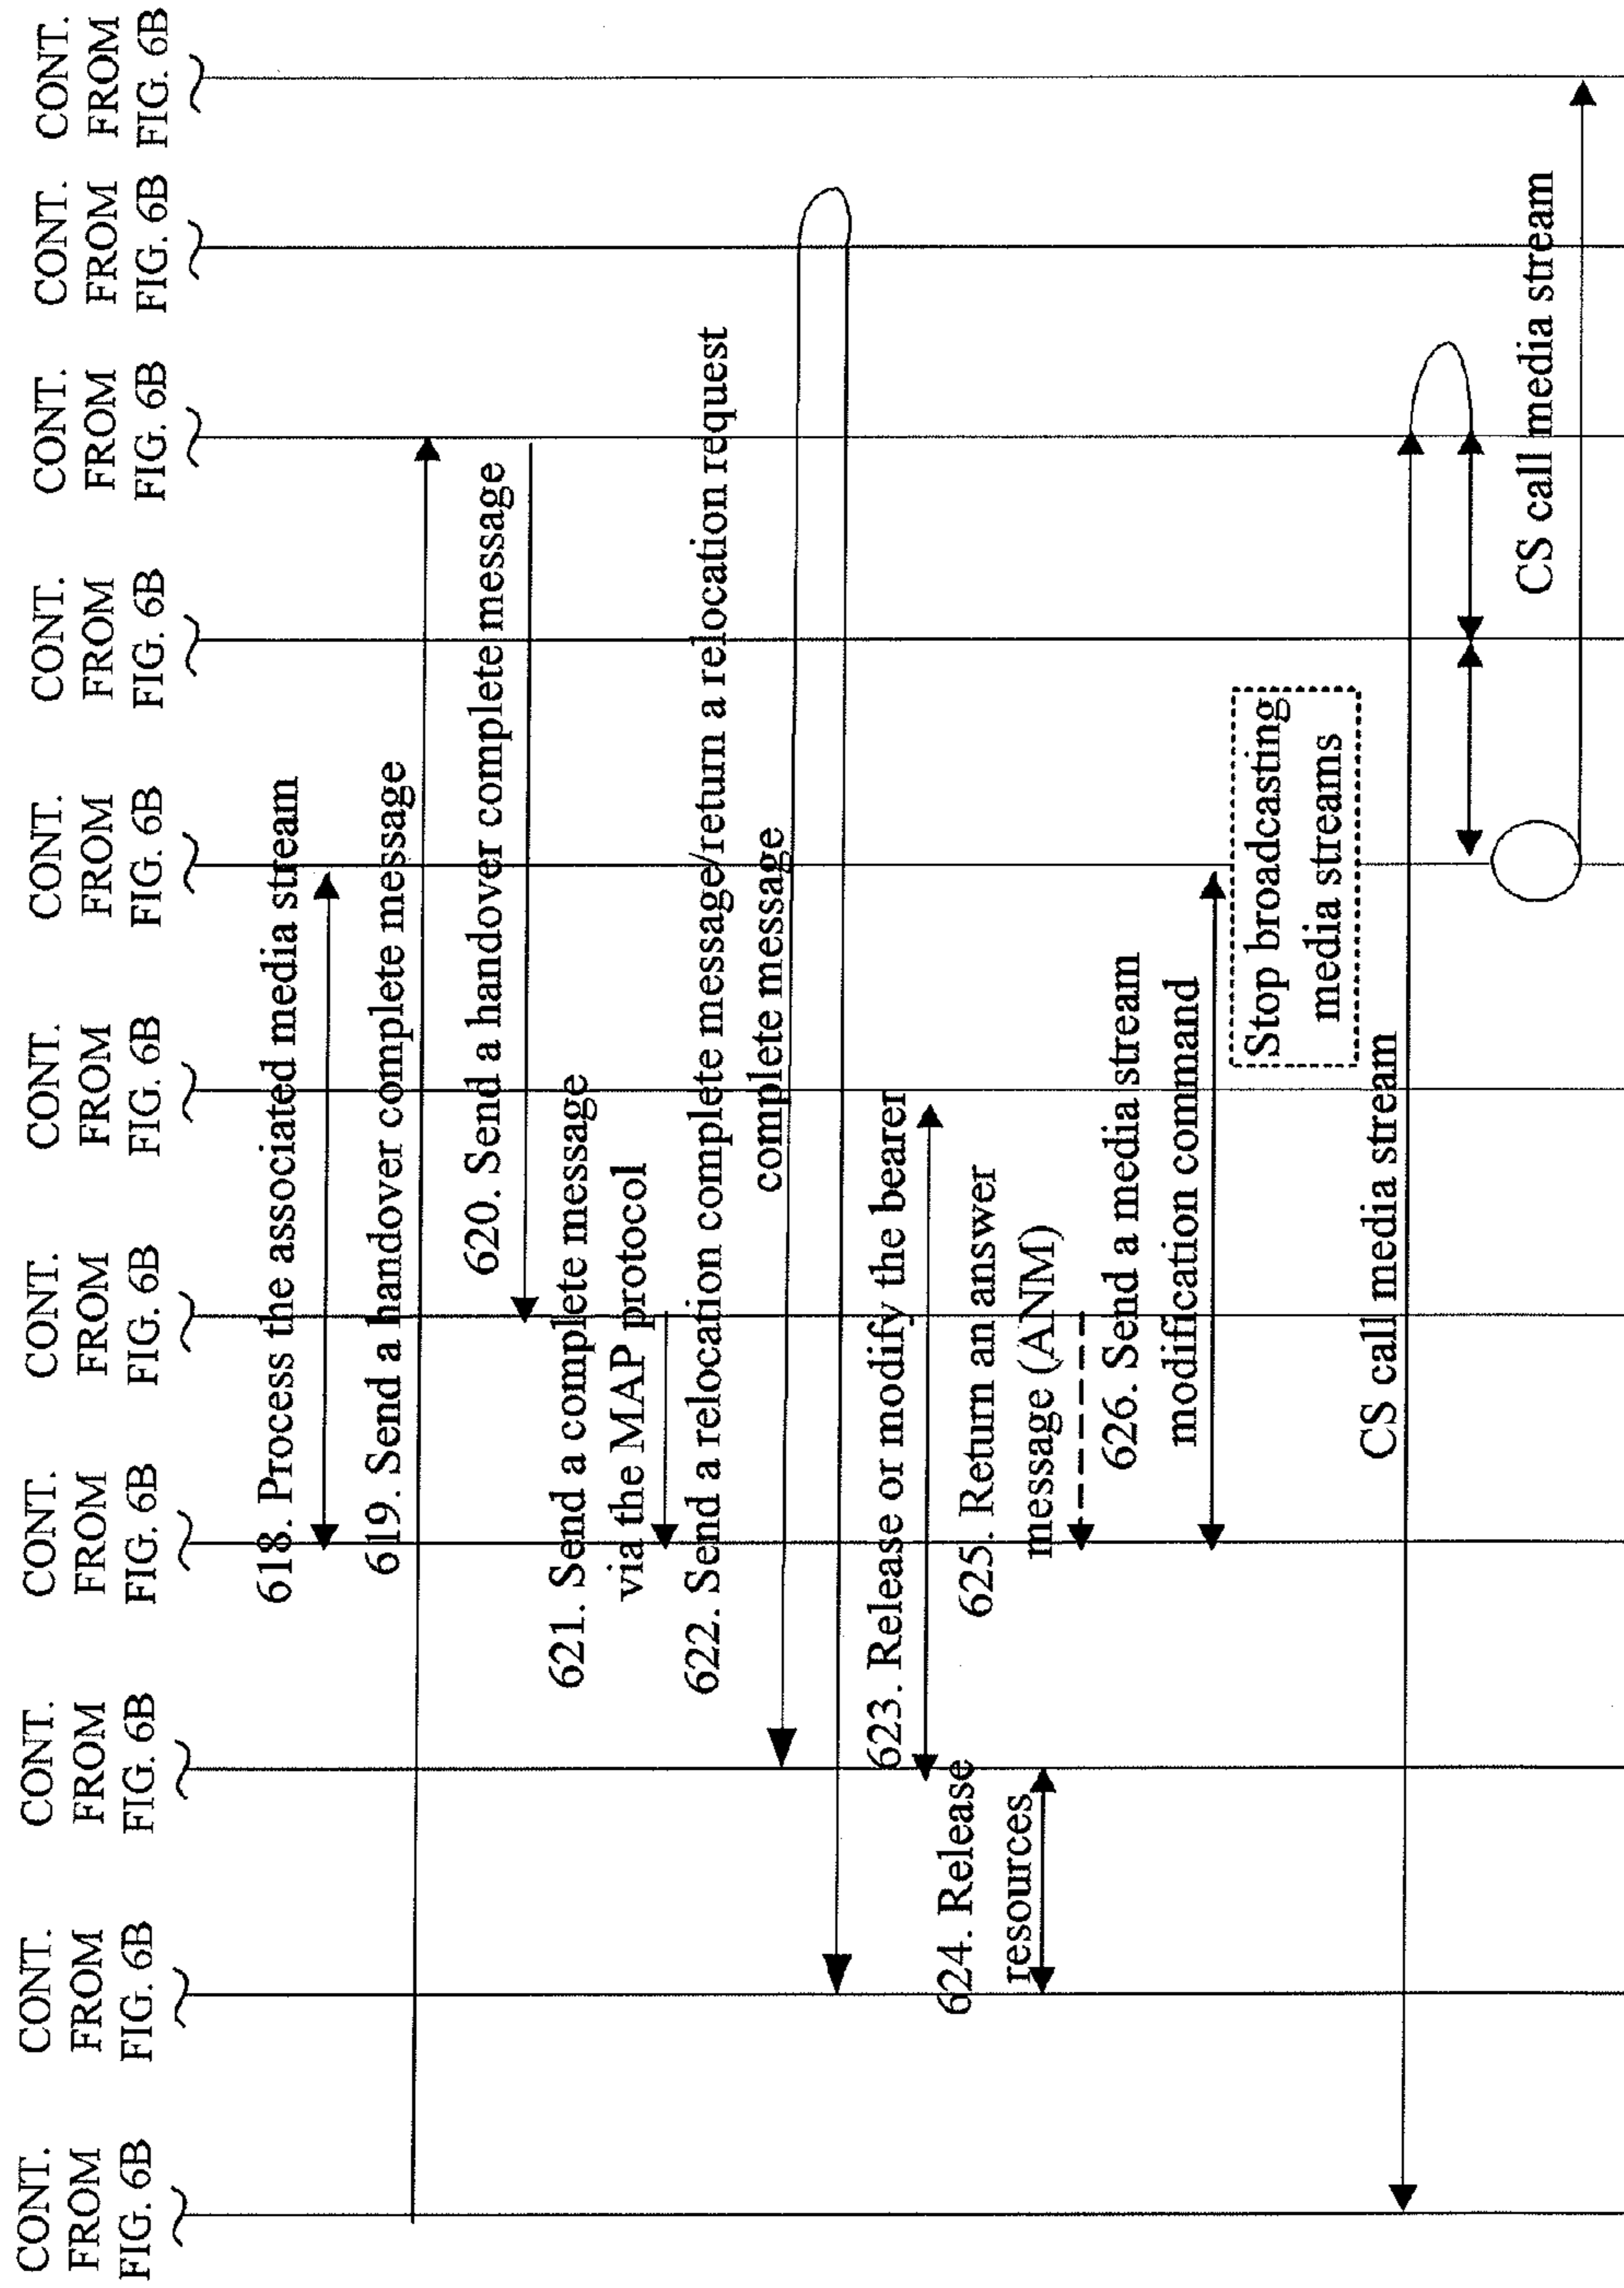 CONT.
FROM
FIG. 6B
CONT.
FROM
FIG. 6B
CONT.
FROM
FIG. 6B
CONT.
FROM
FIG. 6B
CONT.
FROM
FIG. 6B
CONT.
FROM
FIG. 6B
CONT.
FROM
FIG. 6B
CONT.
FROM
FIG. 6B
CONT.
FROM
FIG. 6B
CONT.
FROM
FIG. 6B
CONT.
FROM
FIG. 6B
618. Process the associated media stream
619. Send a handover complete message
620. Send a handover complete message
621. Send a complete message
via the MAP protocol
622. Send a relocation complete message/return a relocation request
complete message
623. Release or modify the bearer
624. Release
resources
625. Return an answer
message (ANM)
626. Send a media stream
modification command
Stop broadcasting
media streams
CS call media stream
CS call media stream